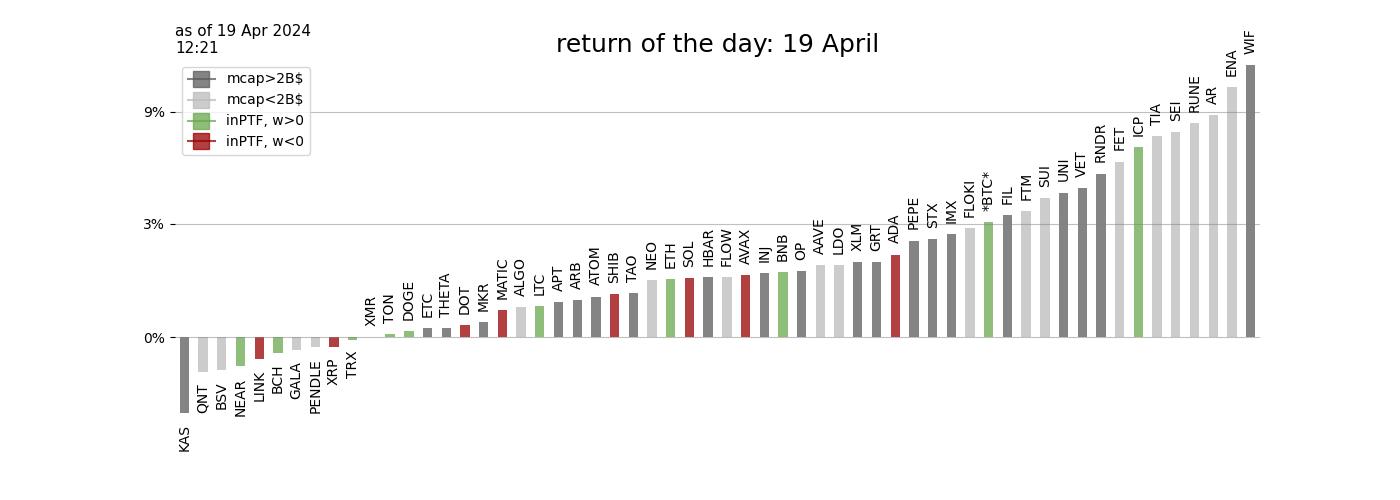 as of 19 Apr 2024
12:21
return of the day: 19 April
mcap>2B$
mcap<2B$
inPTF, w>0
inPTF, w<0
9%
3%
0%
KAS
QNT
BSV
NEAR
LINK
BCH
GALA
PENDLE
XRP
TRX
XMR
TON
DOGE
ETC
THETA
DOT
MKR
MATIC
ALGO
LTC
APT
ARB
ATOM
SHIB
TAO
NEO
ETH
SOL
HBAR
FLOW
AVAX
INJ
BNB
OP
AAVE
LDO
XLM
GRT
ADA
PEPE
STX
IMX
FLOKI
*BTC*
FIL
FTM
SUI
UNI
VET
RNDR
FET
ICP
TIA
SEI
RUNE
AR
ENA
WIF